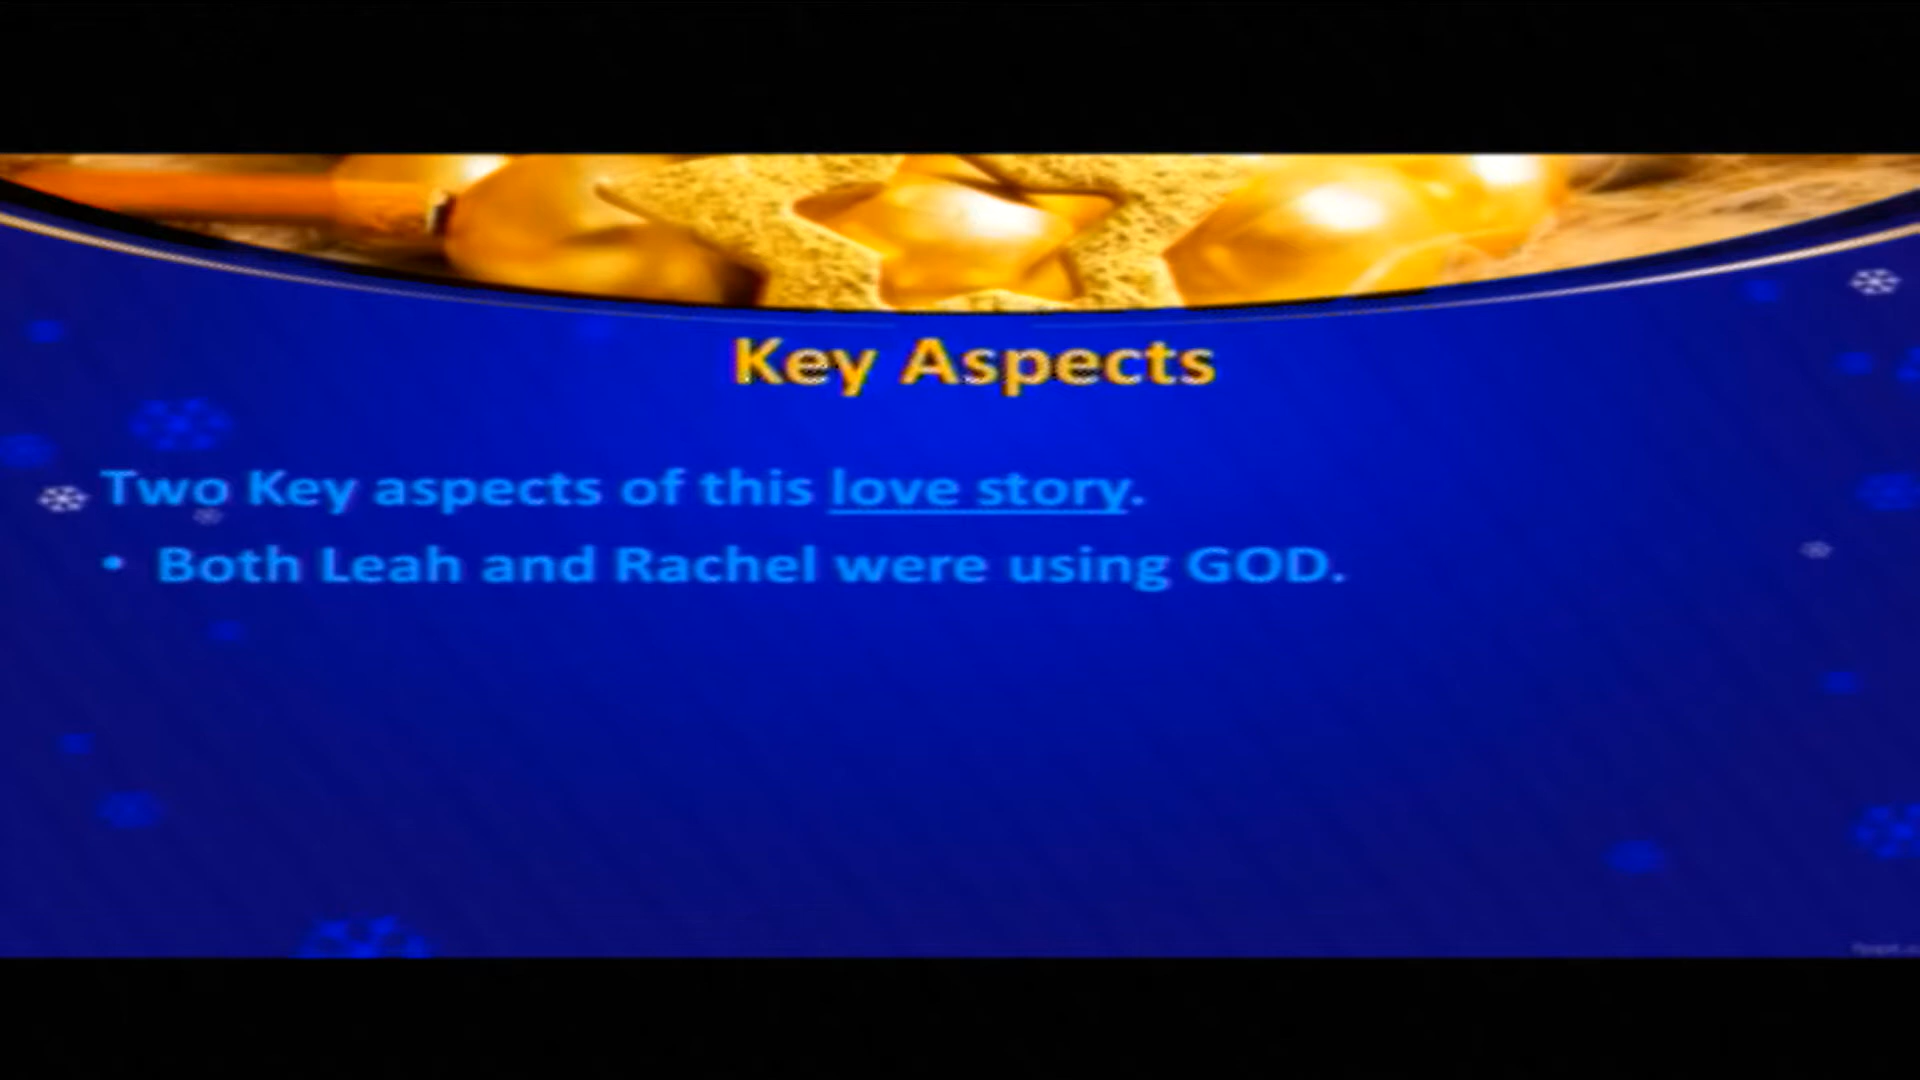 Key Aspects
Two Key aspects of this love story.
• Both Leah and Rachel were using GOD.